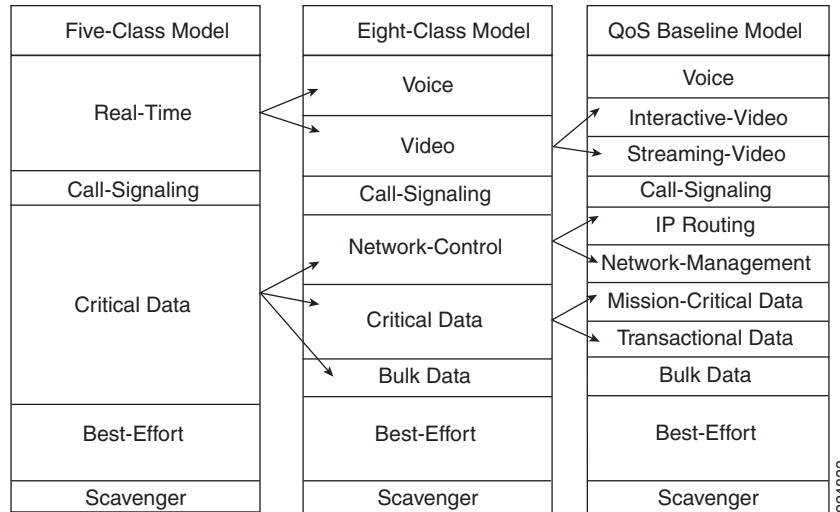 Five-Class Model
Real-Time
Call-Signaling
Critical Data
Best-Effort
Scavenger
Eight-Class Model
Voice
Video
Call-Signaling
Network-Control
Critical Data
Bulk Data
Best-Effort
Scavenger
QoS Baseline Model
Voice
Interactive-Video
Streaming-Video
Call-Signaling
IP Routing
Network-Management
Mission-Critical Data
Transactional Data
Bulk Data
Best-Effort
Scavenger